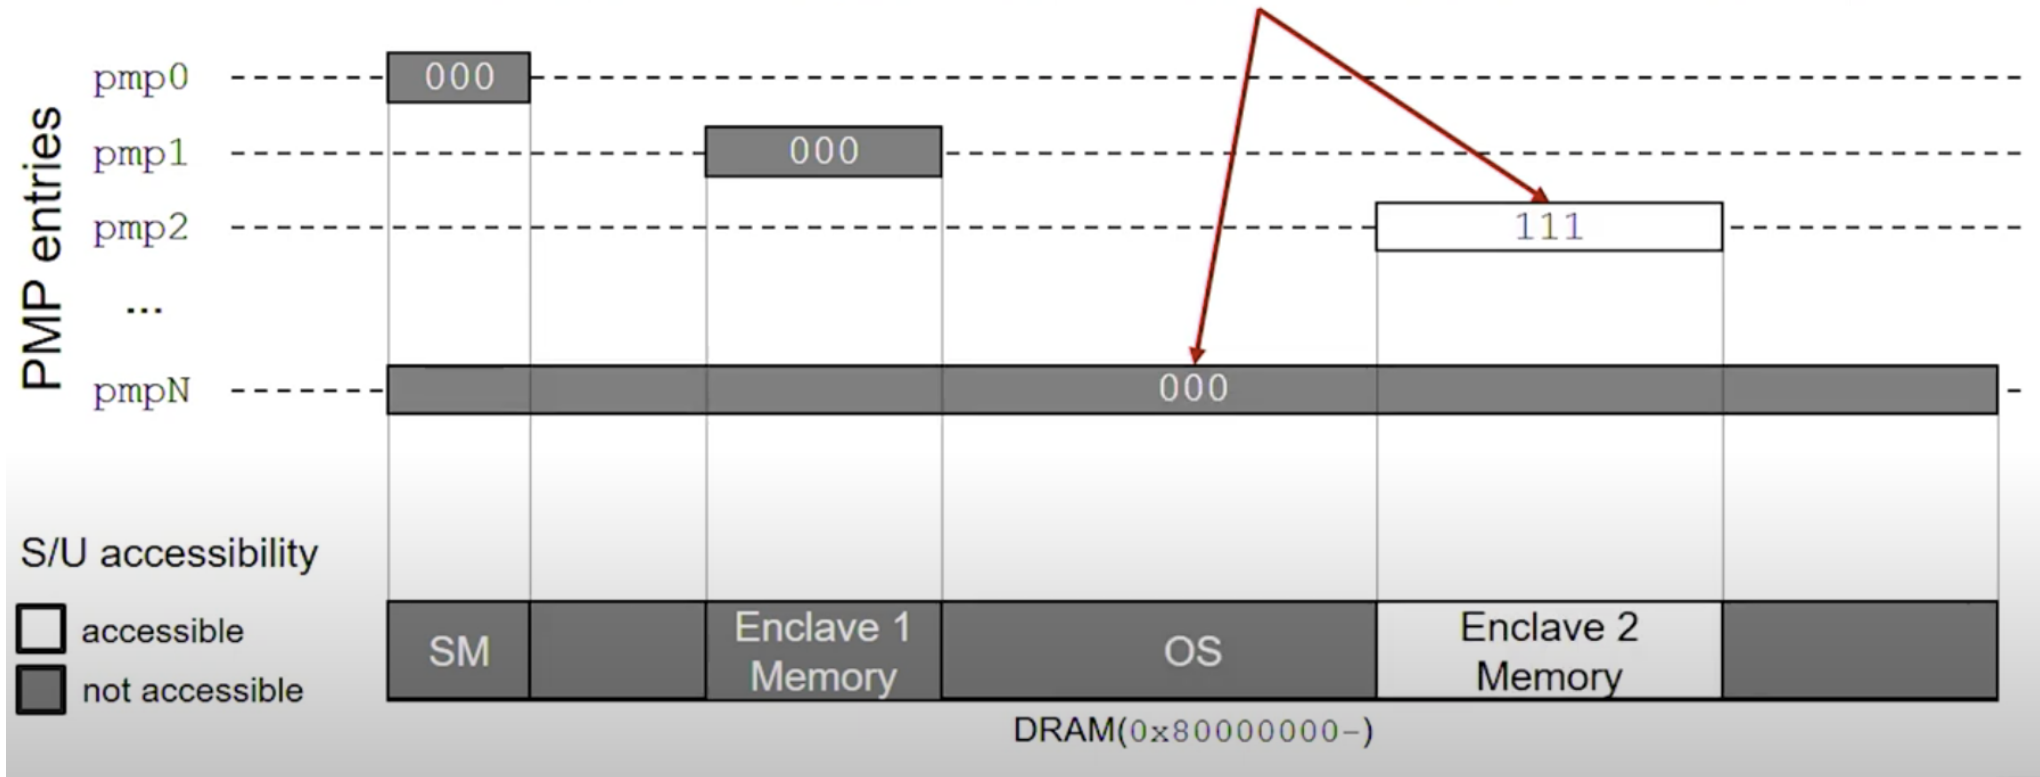 PMP entries
pmp0
000
pmp1
000
pmp2
111
...
pmpN
000
S/U accessibility
accessible
not accessible
SM
Enclave 1
Memory
OS
Enclave 2
Memory
DRAM(0x80000000-)